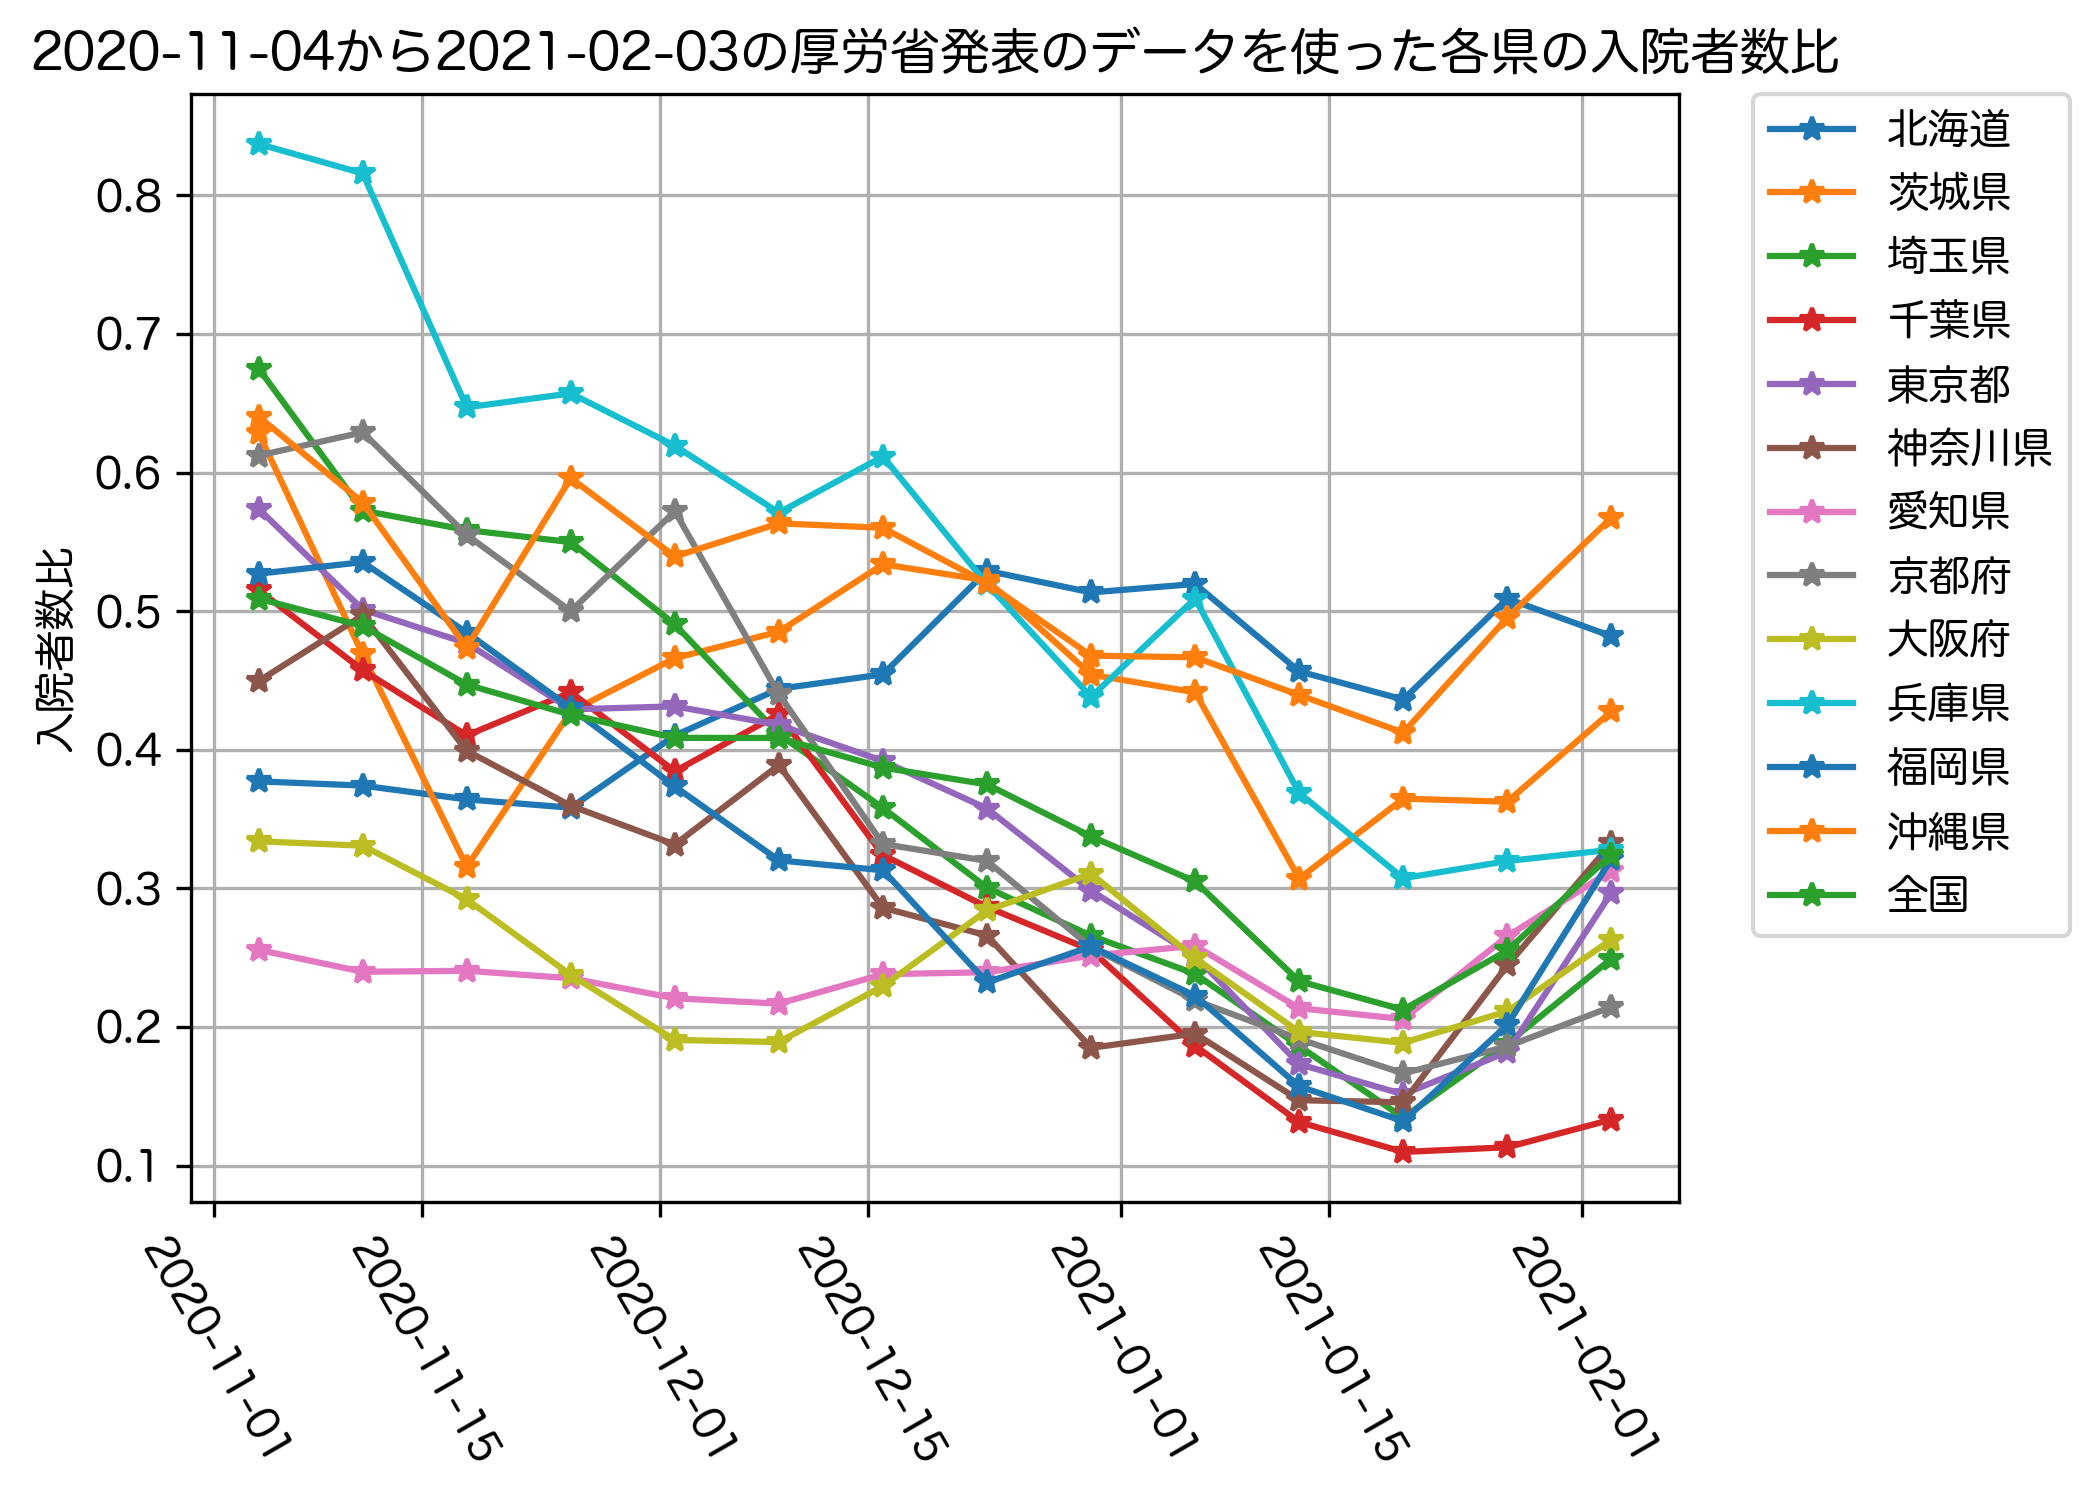 2020-11-04から2021-02-03の厚労省発表のデータを使った各県の入院者数比
入院者数比
0.8
0.7
0.6
0.5
0.4
0.3
0.2
0.1
2020-11-01
2020-11-15
2020-12-01
2020-12-15
2021-01-01
2021-01-15
2021-02-01
北海道
茨城県
埼玉県
千葉県
東京都
神奈川県
愛知県
京都府
大阪府
兵庫県
福岡県
沖縄県
全国